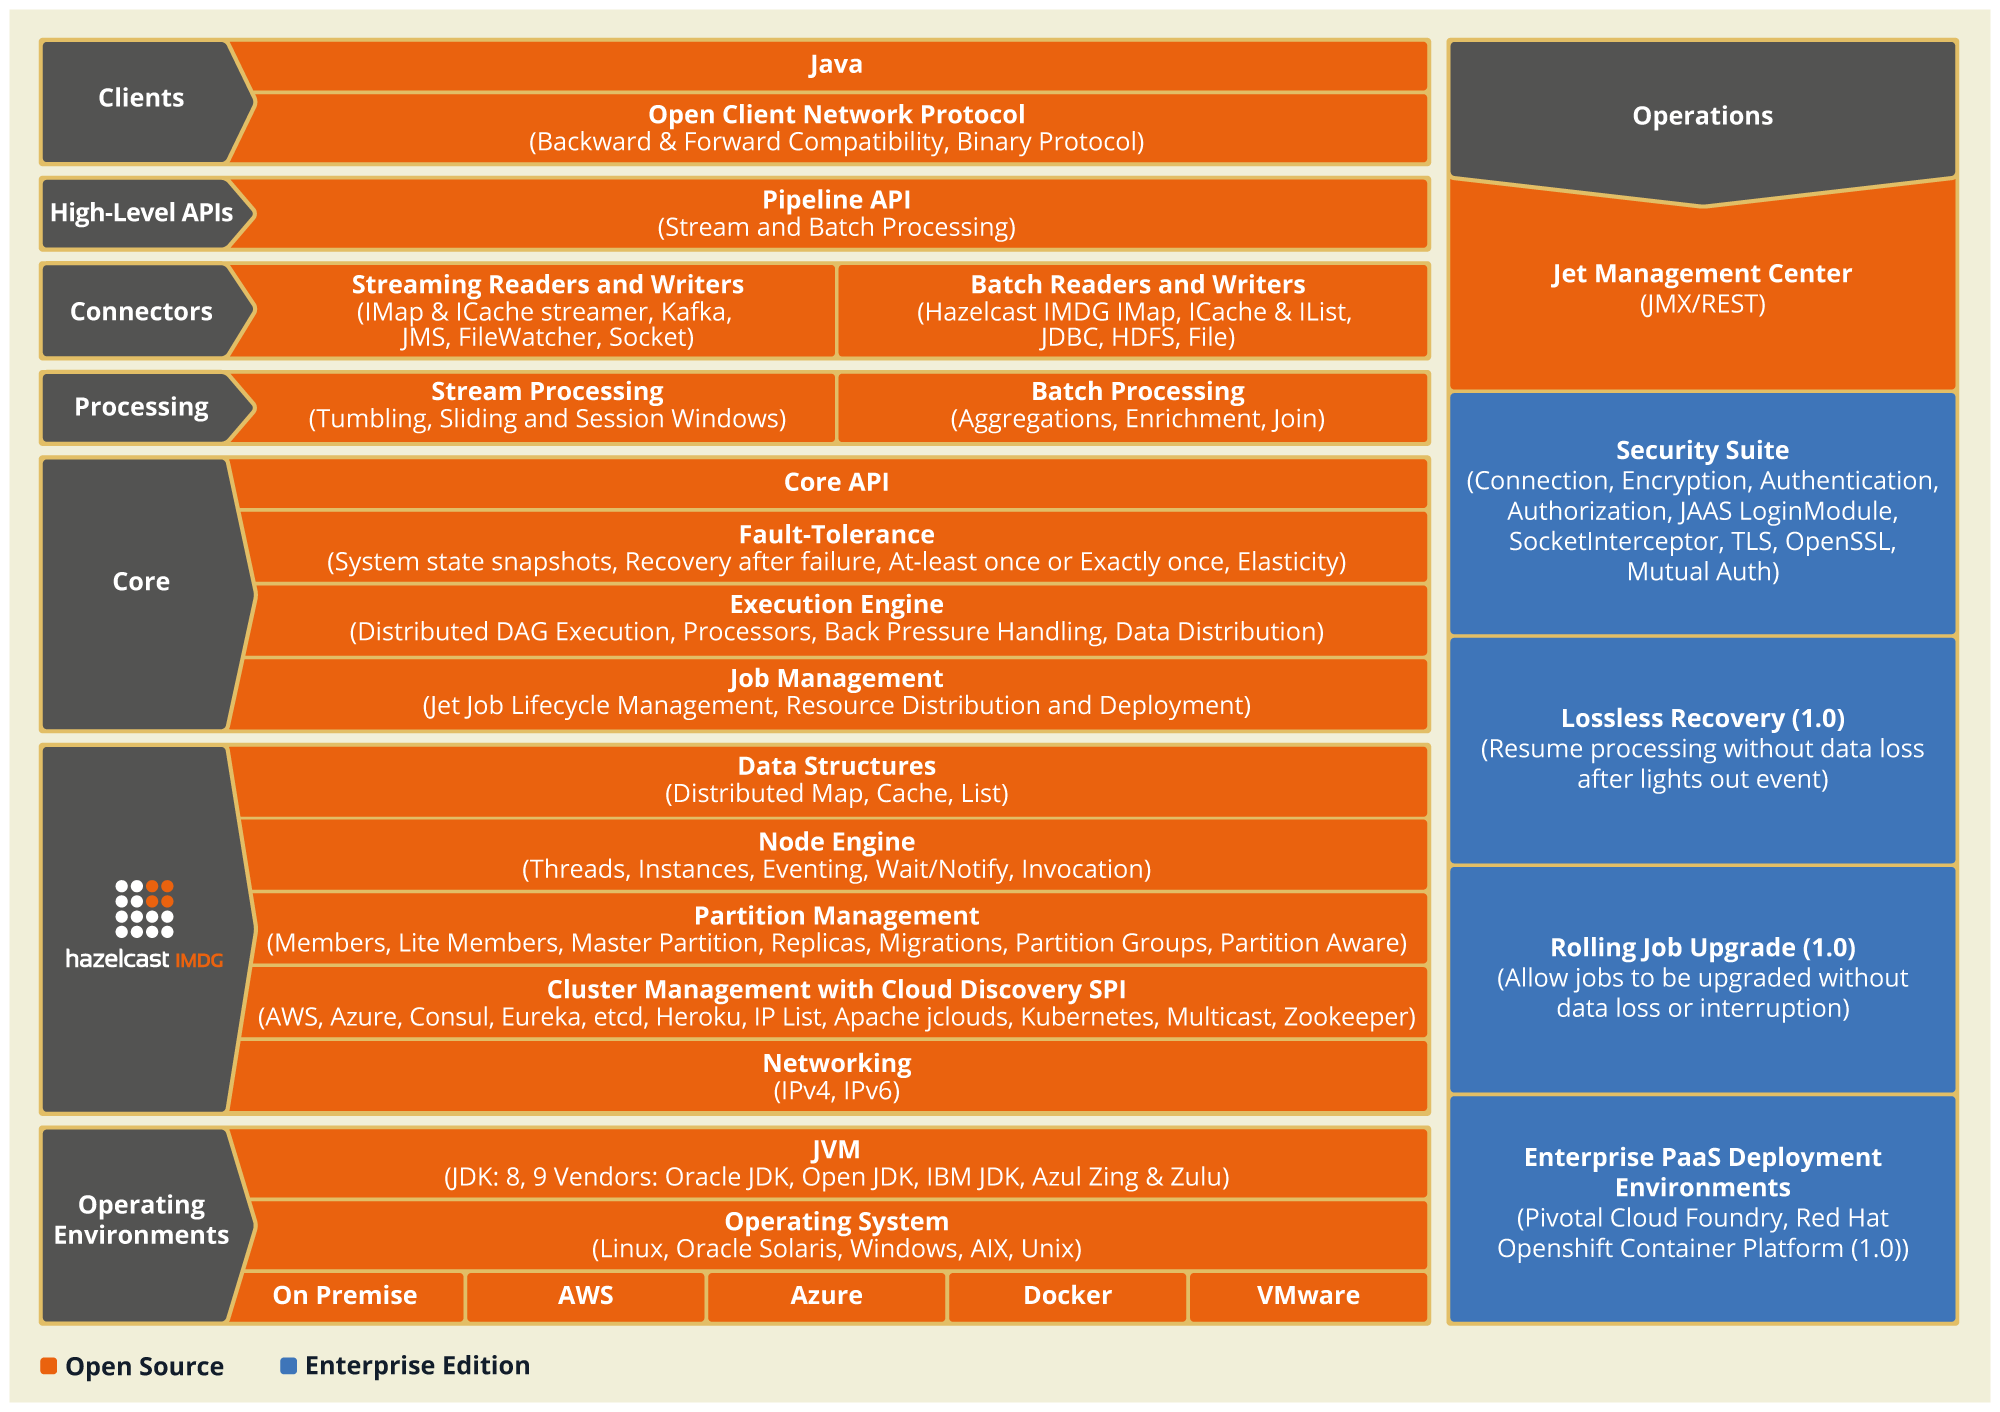 Clients
Java
Open Client Network Protocol
(Backward & Forward Compatibility, Binary Protocol)
High-Level APIs
Pipeline API
(Stream and Batch Processing)
Connectors
Streaming Readers and Writers
(IMap & ICache streamer, Kafka,
JMS, FileWatcher, Socket)
Batch Readers and Writers
(Hazelcast IMDG IMap, ICache & IList,
JDBC, HDFS, File)
Processing
Stream Processing
(Tumbling, Sliding and Session Windows)
Batch Processing
(Aggregations, Enrichment, Join)
Core
Core API
Fault-Tolerance
(System state snapshots, Recovery after failure, At-least once or Exactly once, Elasticity)
Execution Engine
(Distributed DAG Execution, Processors, Back Pressure Handling, Data Distribution)
Job Management
(Jet Job Lifecycle Management, Resource Distribution and Deployment)
hazelcast IMDG
Data Structures
(Distributed Map, Cache, List)
Node Engine
(Threads, Instances, Eventing, Wait/Notify, Invocation)
Partition Management
(Members, Lite Members, Master Partition, Replicas, Migrations, Partition Groups, Partition Aware)
Cluster Management with Cloud Discovery SPI
(AWS, Azure, Consul, Eureka, etcd, Heroku, IP List, Apache jclouds, Kubernetes, Multicast, Zookeeper)
Networking
(IPv4, IPv6)
Operating
Environments
JVM
(JDK: 8, 9 Vendors: Oracle JDK, Open JDK, IBM JDK, Azul Zing & Zulu)
Operating System
(Linux, Oracle Solaris, Windows, AIX, Unix)
On Premise
AWS
Azure
Docker
VMware
Operations
Jet Management Center
(JMX/REST)
Security Suite
(Connection, Encryption, Authentication,
Authorization, JAAS LoginModule,
SocketInterceptor, TLS, OpenSSL,
Mutual Auth)
Lossless Recovery (1.0)
(Resume processing without data loss
after lights out event)
Rolling Job Upgrade (1.0)
(Allow jobs to be upgraded without
data loss or interruption)
Enterprise PaaS Deployment
Environments
(Pivotal Cloud Foundry, Red Hat
Openshift Container Platform (1.0))
Open Source
Enterprise Edition